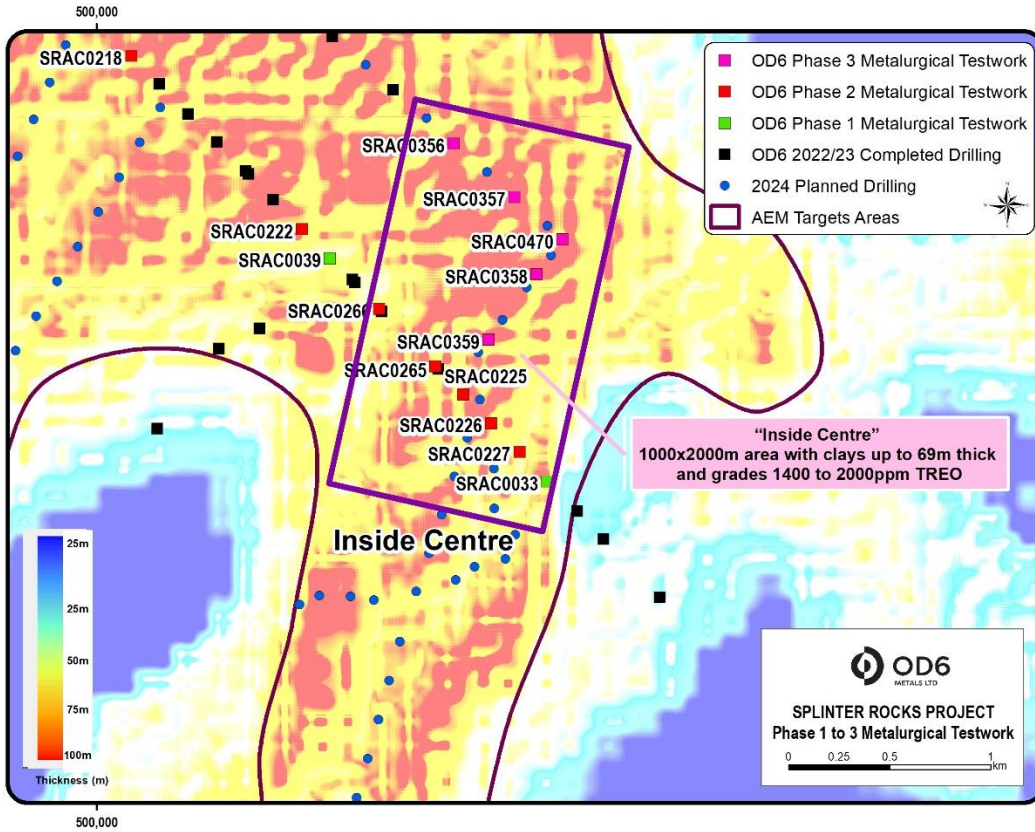 500,000
SRAC0218
OD6 Phase 3 Metalurgical Testwork
OD6 Phase 2 Metalurgical Testwork
OD6 Phase 1 Metalurgical Testwork
OD6 2022/23 Completed Drilling
2024 Planned Drilling
AEM Targets Areas
SRAC0356
SRAC0357
SRAC0222
SRAC0470
SRAC0039
SRAC0358
SRAC0266
SRAC0359
SRAC0265
SRAC0225
SRAC0226
SRAC0227
SRAC0033
“Inside Centre”
1000x2000m area with clays up to 69m thick
and grades 1400 to 2000ppm TREO
Inside Centre
25m
25m
50m
75m
100m
Thickness (m)
OD6
METALS LTD
SPLINTER ROCKS PROJECT
Phase 1 to 3 Metalurgical Testwork
0 0.5 1
km
500,000